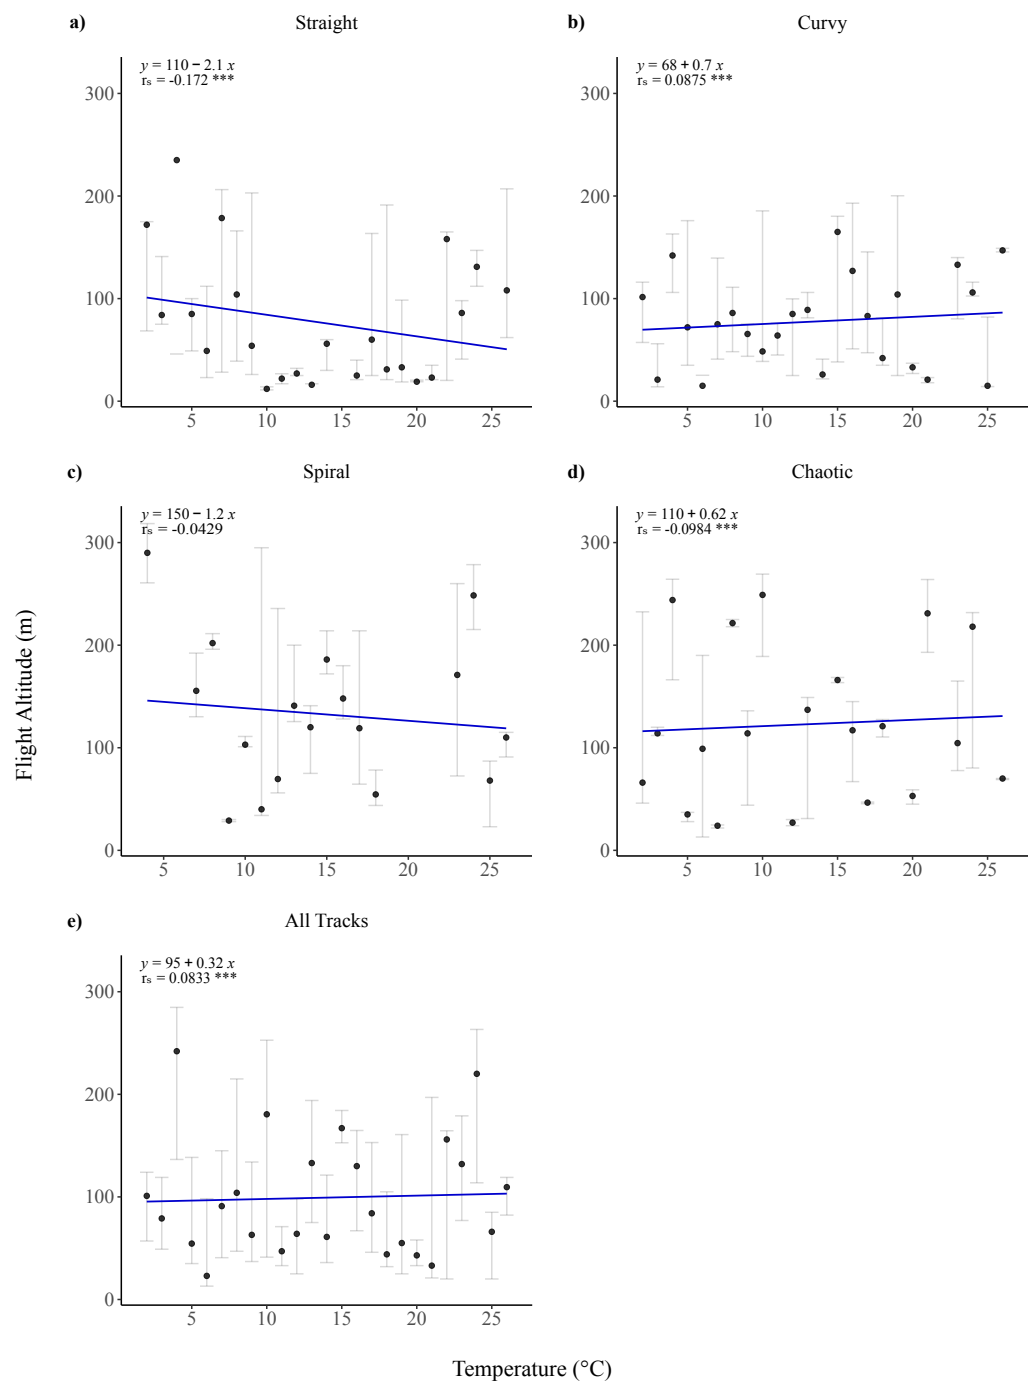 a) Straight
y = 110 − 2.1 x
rₛ = -0.172 ***
300
200
100
0
5 10 15 20 25
b) Curvy
y = 68 + 0.7 x
rₛ = 0.0875 ***
300
200
100
0
5 10 15 20 25
c) Spiral
y = 150 − 1.2 x
rₛ = -0.0429
300
200
100
0
5 10 15 20 25
d) Chaotic
y = 110 + 0.62 x
rₛ = -0.0984 ***
300
200
100
0
5 10 15 20 25
e) All Tracks
y = 95 + 0.32 x
rₛ = 0.0833 ***
300
200
100
0
5 10 15 20 25
Flight Altitude (m)
Temperature (°C)